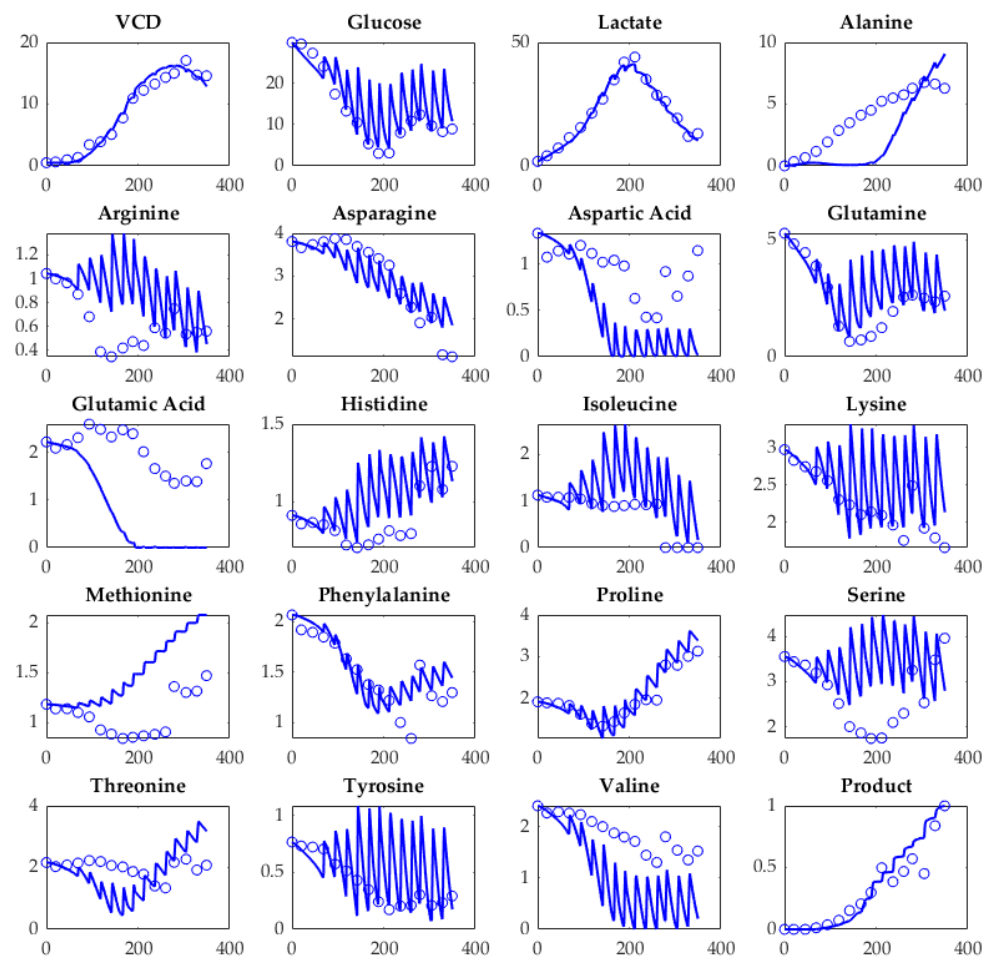 VCD Glucose Lactate Alanine
20 50 10
20
10 5
10
0 0 0 0
0 200 400 0 200 400 0 200 400 0 200 400
Arginine Asparagine Aspartic Acid Glutamine
1.2 4 1 5
1 3
0.8 0.5
0.6 2
0.4 0 0
0 200 400 0 200 400 0 200 400 0 200 400
Glutamic Acid Histidine Isoleucine Lysine
2 1.5 2 3
1 1 1 2.5
2
0 0
0 200 400 0 200 400 0 200 400 0 200 400
Methionine Phenylalanine Proline Serine
2 2 4 4
1.5 1.5 3 3
1 1 2 2
0 200 400 0 200 400 0 200 400 0 200 400
Threonine Tyrosine Valine Product
4 1 2 1
2 0.5 1 0.5
0 0 0 0
0 200 400 0 200 400 0 200 400 0 200 400